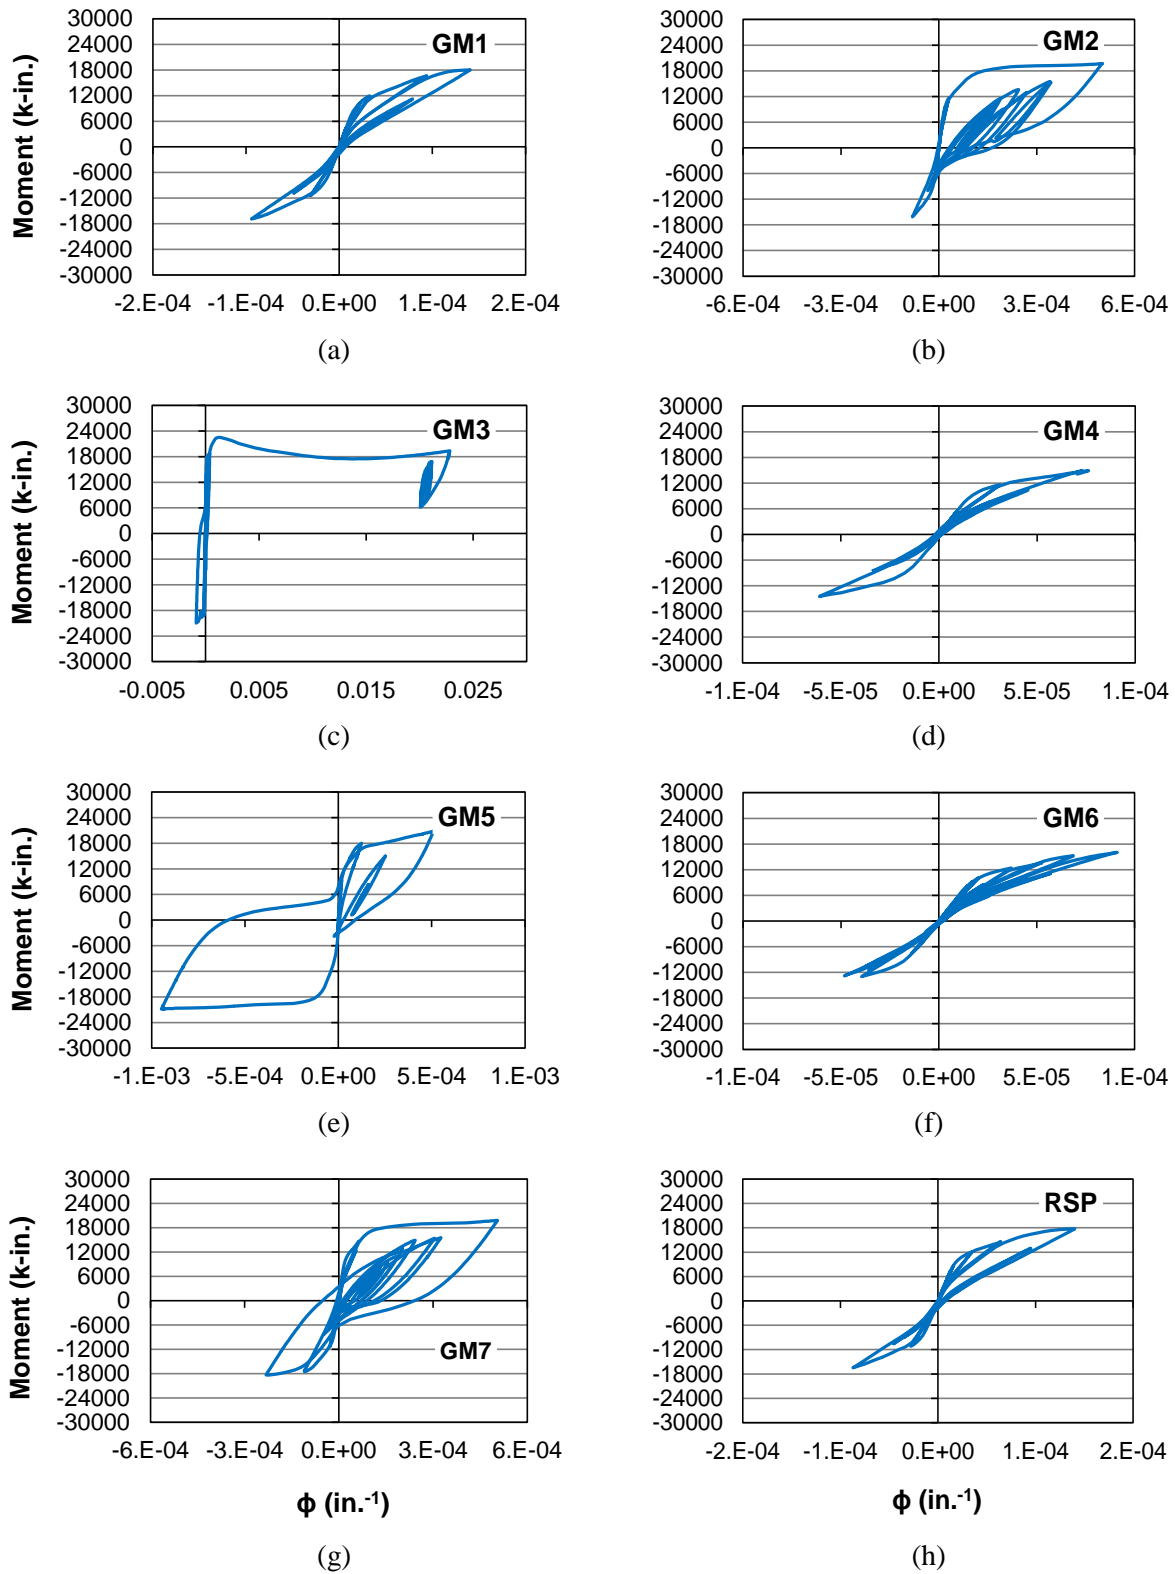 30000
24000
18000
12000
6000
0
-6000
-12000
-18000
-24000
-30000
Moment (k-in.)
GM1
-2.E-04 -1.E-04 0.E+00 1.E-04 2.E-04
(a)
30000
24000
18000
12000
6000
0
-6000
-12000
-18000
-24000
-30000
GM2
-6.E-04 -3.E-04 0.E+00 3.E-04 6.E-04
(b)
30000
24000
18000
12000
6000
0
-6000
-12000
-18000
-24000
-30000
Moment (k-in.)
GM3
-0.005 0.005 0.015 0.025
(c)
30000
24000
18000
12000
6000
0
-6000
-12000
-18000
-24000
-30000
GM4
-1.E-04 -5.E-05 0.E+00 5.E-05 1.E-04
(d)
30000
24000
18000
12000
6000
0
-6000
-12000
-18000
-24000
-30000
Moment (k-in.)
GM5
-1.E-03 -5.E-04 0.E+00 5.E-04 1.E-03
(e)
30000
24000
18000
12000
6000
0
-6000
-12000
-18000
-24000
-30000
GM6
-1.E-04 -5.E-05 0.E+00 5.E-05 1.E-04
(f)
30000
24000
18000
12000
6000
0
-6000
-12000
-18000
-24000
-30000
Moment (k-in.)
GM7
-6.E-04 -3.E-04 0.E+00 3.E-04 6.E-04
ϕ (in.-1)
(g)
30000
24000
18000
12000
6000
0
-6000
-12000
-18000
-24000
-30000
RSP
-2.E-04 -1.E-04 0.E+00 1.E-04 2.E-04
ϕ (in.-1)
(h)